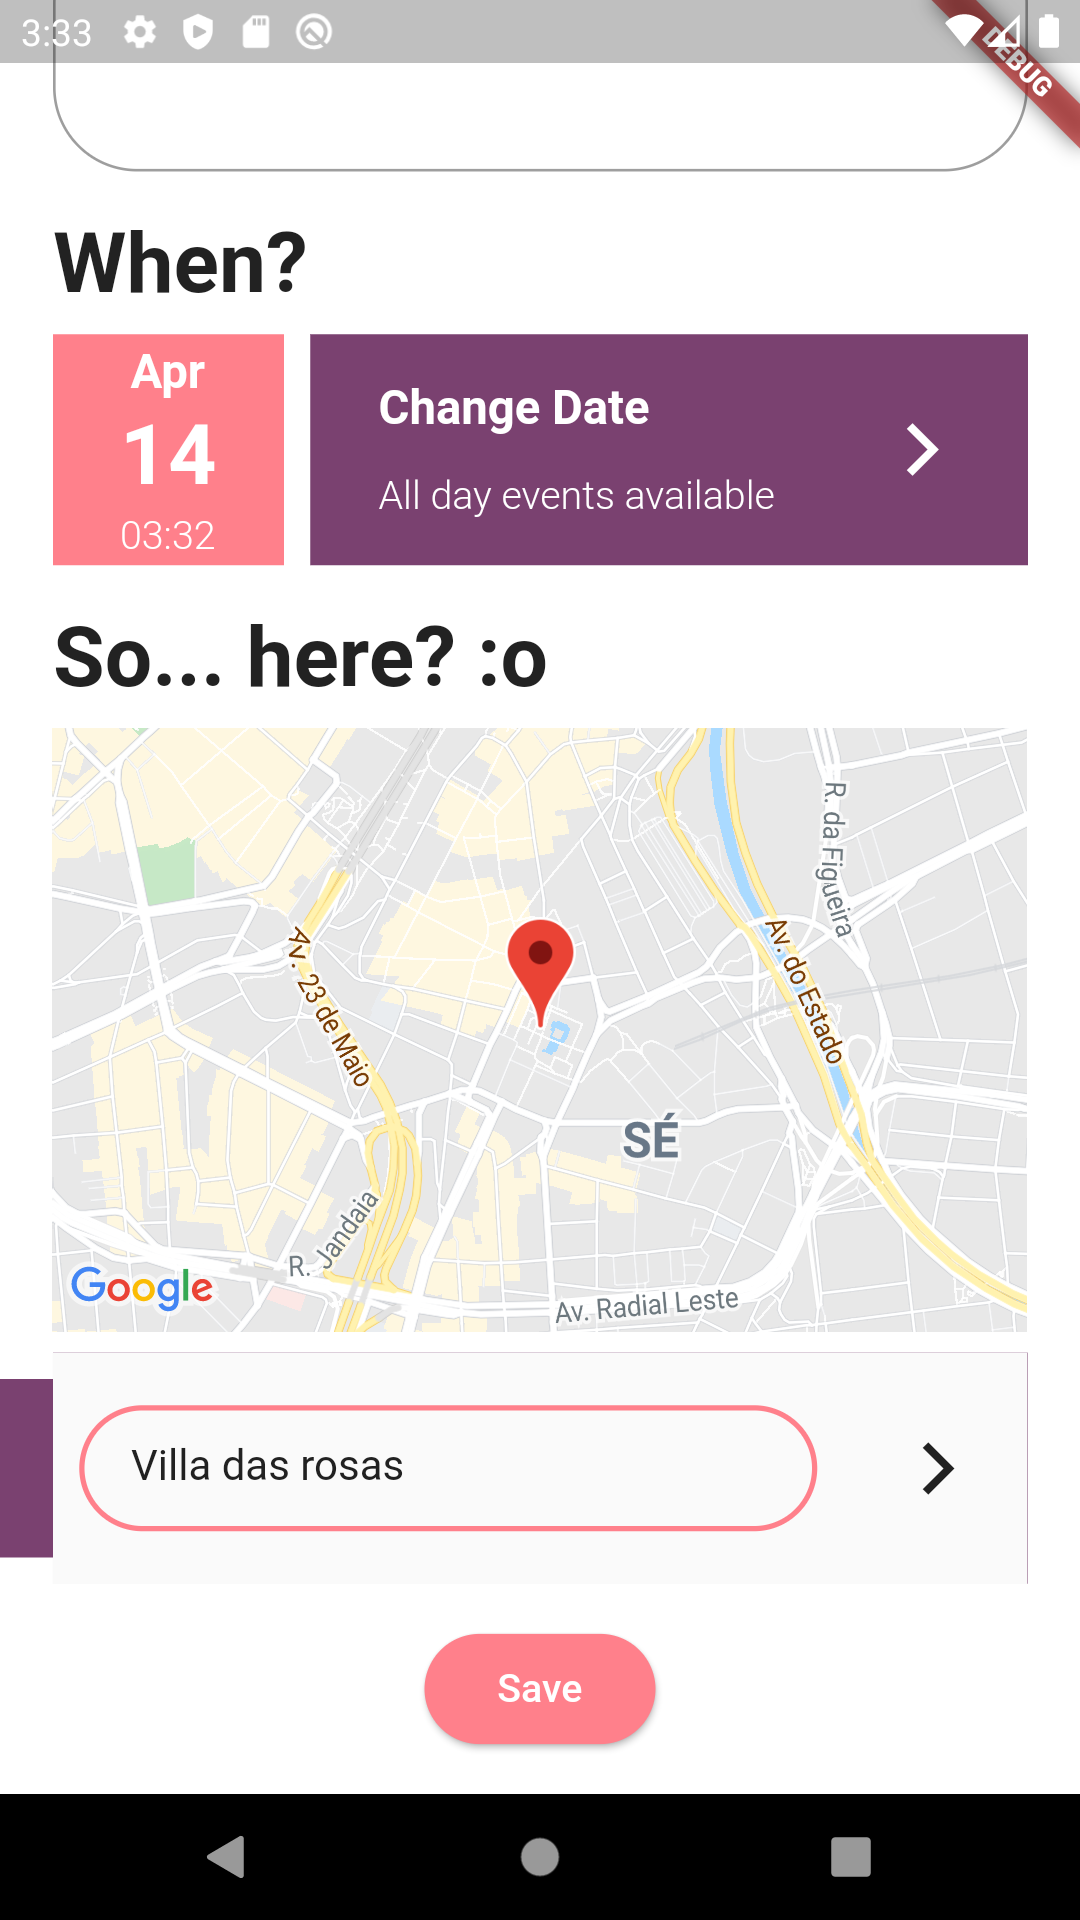 3:33
DEBUG
When?
Apr
14
03:32
Change Date
All day events available
So... here? :o
R. da Figueira
Av. 23 de Maio
Av. do Estado
SÉ
R. Jandaia
Google
Av. Radial Leste
Villa das rosas
Save